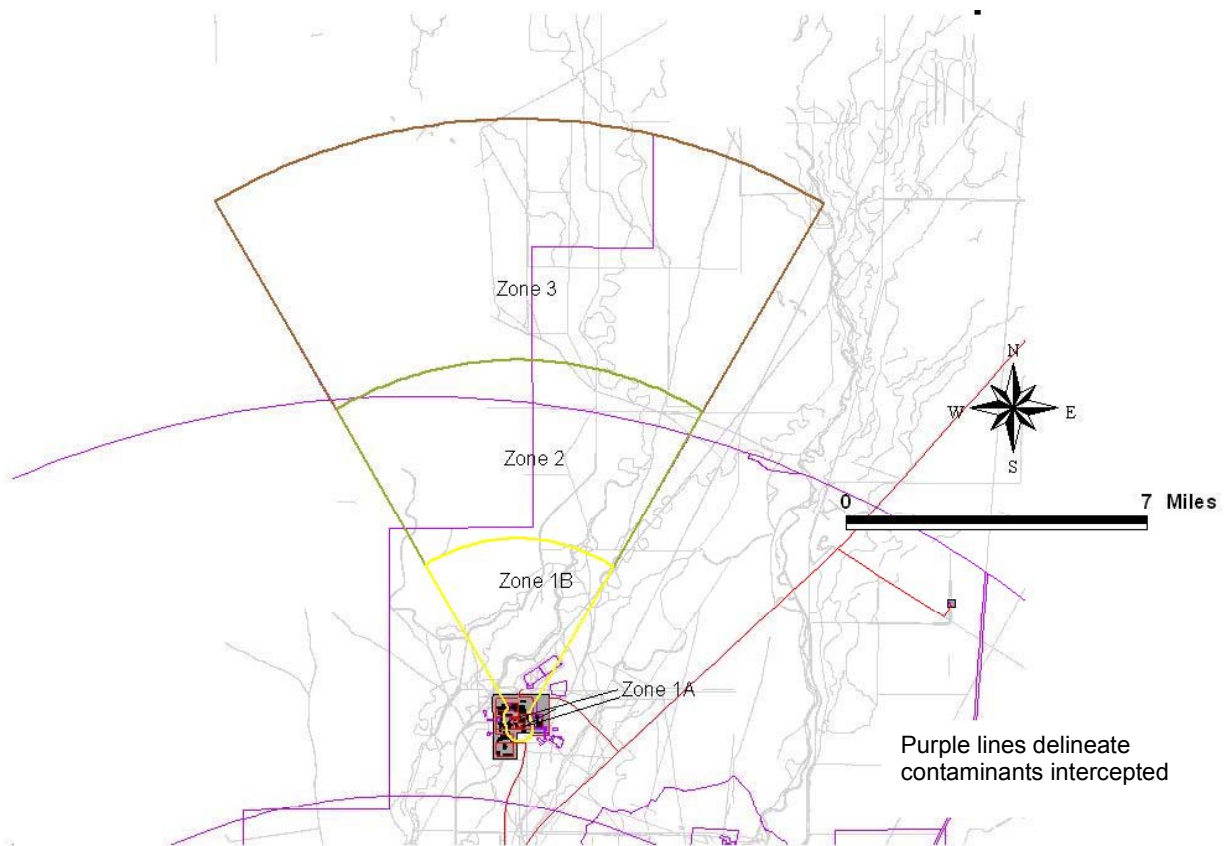 Zone 3
N
W E
S
Zone 2
0 7 Miles
Zone 1B
Zone 1A
Purple lines delineate
contaminants intercepted